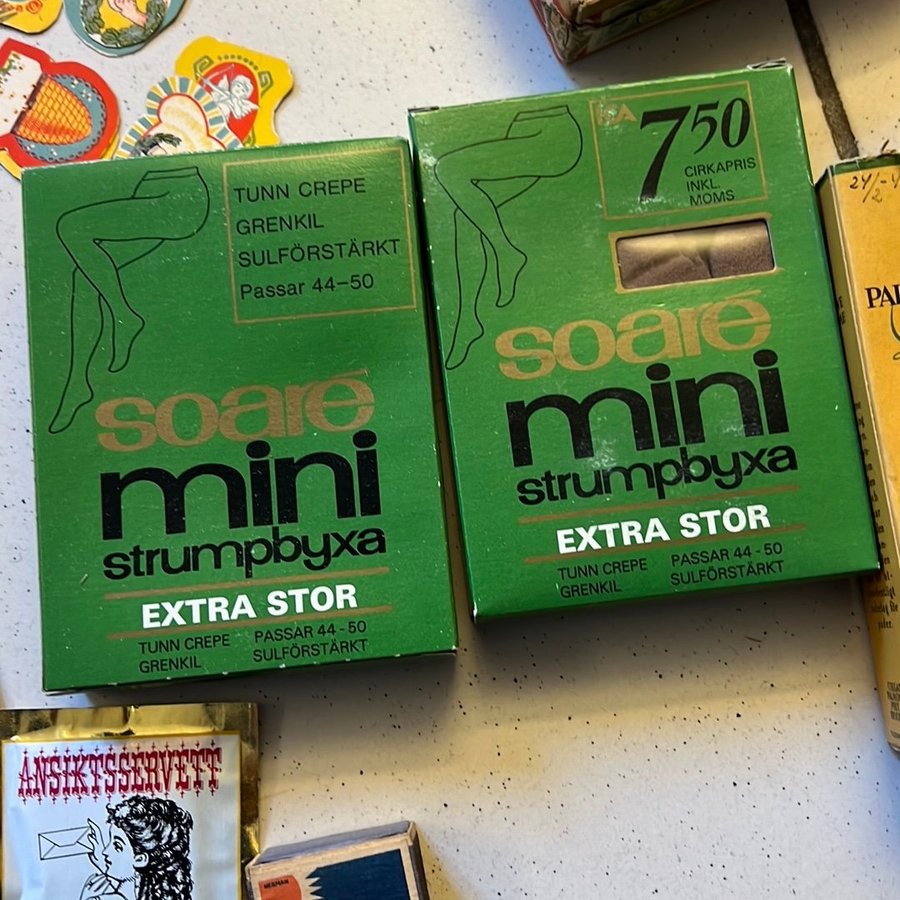 TUNN CREPE
GRENKIL
SULFÖRSTÄRKT
Passar 44-50
soaré
mini
strumpbyxa
EXTRA STOR
TUNN CREPE PASSAR 44-50
GRENKIL SULFÖRSTÄRKT
7 50
CIRKAPRIS
INKL.
MOMS
soaré
mini
strumpbyxa
EXTRA STOR
TUNN CREPE PASSAR 44-50
GRENKIL SULFÖRSTÄRKT
ANSIKTSSERVETT